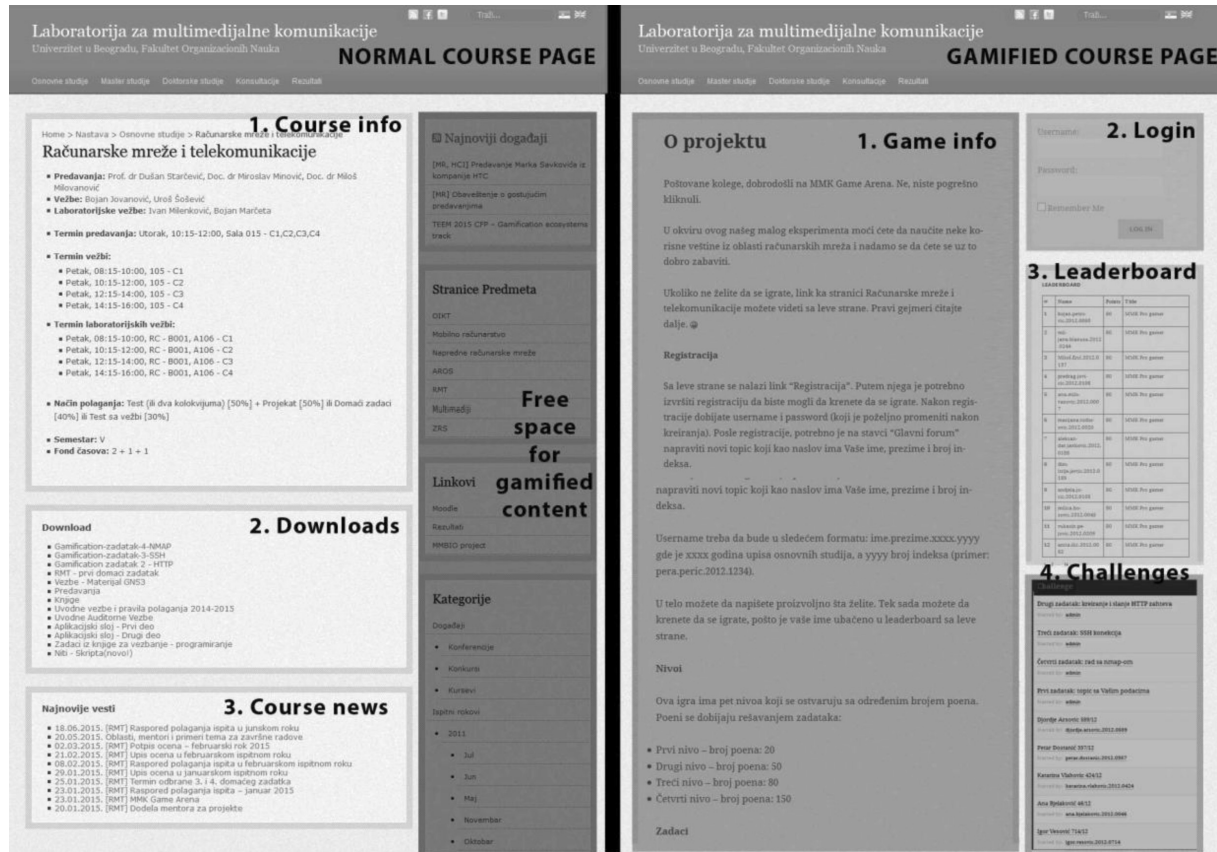 Traži...
Laboratorija za multimedijalne komunikacije
Univerzitet u Beogradu, Fakultet Organizacionih Nauka
NORMAL COURSE PAGE
Osnovne studije Master studije Doktorske studije Konsultacije Rezultati
1. Course info
Home > Nastava > Osnovne studije > Računarske mreže i telekomunikacije
Računarske mreže i telekomunikacije
Predavanja: Prof. dr Dušan Starčević, Doc. dr Miroslav Minović, Doc. dr Miloš
Milovanović
Vežbe: Bojan Jovanović, Uroš Šošević
Laboratorijske vežbe: Ivan Milenković, Bojan Marčeta
Termin predavanja: Utorak, 10:15-12:00, Sala 015 - C1,C2,C3,C4
Termin vežbi:
Petak, 08:15-10:00, 105 - C1
Petak, 10:15-12:00, 105 - C2
Petak, 12:15-14:00, 105 - C3
Petak, 14:15-16:00, 105 - C4
Termin laboratorijskih vežbi:
Petak, 08:15-10:00, RC - B001, A106 - C1
Petak, 10:15-12:00, RC - B001, A106 - C2
Petak, 12:15-14:00, RC - B001, A106 - C3
Petak, 14:15-16:00, RC - B001, A106 - C4
Način polaganja: Test (ili dva kolokvijuma) [50%] + Projekat [50%] ili Domaći zadaci
[40%] ili Test sa vežbi [30%]
Semestar: V
Fond časova: 2 + 1 + 1
2. Downloads
Download
Gamification-zadatak-4-NMAP
Gamification-zadatak-3-SSH
Gamification zadatak 2 - HTTP
RMT - prvi domaci zadatak
Vezbe - Materijal GNS3
Predavanja
Knjige
Uvodne vezbe i pravila polaganja 2014-2015
Uvodne Auditorne Vezbe
Aplikacijski sloj - Prvi deo
Aplikacijski sloj - Drugi deo
Zadaci iz knjige za vezbanje - programiranje
Niti - Skripta(novo!)
3. Course news
Najnovije vesti
18.06.2015. [RMT] Raspored polaganja ispita u junskom roku
20.05.2015. Oblasti, mentori i primeri tema za završne radove
02.03.2015. [RMT] Potpis ocena – februarski rok 2015
21.02.2015. [RMT] Upis ocena u februarskom ispitnom roku
08.02.2015. [RMT] Raspored polaganja ispita u februarskom ispitnom roku
29.01.2015. [RMT] Upis ocena u januarskom ispitnom roku
25.01.2015. [RMT] Termin odbrane 3. i 4. domaćeg zadatka
23.01.2015. [RMT] Raspored polaganja ispita – januar 2015
23.01.2015. [RMT] MMK Game Arena
20.01.2015. [RMT] Dodela mentora za projekte
Najnoviji događaji
[MR, HCI] Predavanje Marka Savkovića iz
kompanije HTC
[MR] Obaveštenje o gostujućim
predavanjima
TEEM 2015 CFP – Gamification ecosystems
track
Stranice Predmeta
OIKT
Mobilno računarstvo
Napredne računarske mreže
AROS
RMT
Multimediji
ZRS
Free
space
for
gamified
content
Linkovi
Moodle
Rezultati
MMBIO project
Kategorije
Događaji
Konferencije
Konkursi
Kursevi
Ispitni rokovi
2011
Jul
Jun
Maj
Novembar
Oktobar
Traži...
Laboratorija za multimedijalne komunikacije
Univerzitet u Beogradu, Fakultet Organizacionih Nauka
GAMIFIED COURSE PAGE
Osnovne studije Master studije Doktorske studije Konsultacije Rezultati
O projektu
1. Game info
Poštovane kolege, dobrodošli na MMK Game Arena. Ne, niste pogrešno
kliknuli.
U okviru ovog našeg malog eksperimenta moći ćete da naučite neke ko-
risne veštine iz oblasti računarskih mreža i nadamo se da ćete se uz to
dobro zabaviti.
Ukoliko ne želite da se igrate, link ka stranici Računarske mreže i
telekomunikacije možete videti sa leve strane. Pravi gejmeri čitajte
dalje.
Registracija
Sa leve strane se nalazi link “Registracija”. Putem njega je potrebno
izvršiti registraciju da biste mogli da krenete da se igrate. Nakon regis-
tracije dobijate username i password (koji je poželjno promeniti nakon
kreiranja). Posle registracije, potrebno je na stavci “Glavni forum”
napraviti novi topic koji kao naslov ima Vaše ime, prezime i broj in-
deksa.
napraviti novi topic koji kao naslov ima Vaše ime, prezime i broj in-
deksa.
Username treba da bude u sledećem formatu: ime.prezime.xxxx.yyyy
gde je xxxx godina upisa osnovnih studija, a yyyy broj indeksa (primer:
pera.peric.2012.1234).
U telo možete da napišete proizvoljno šta želite. Tek sada možete da
krenete da se igrate, pošto je vaše ime ubačeno u leaderboard sa leve
strane.
Nivoi
Ova igra ima pet nivoa koji se ostvaruju sa određenim brojem poena.
Poeni se dobijaju rešavanjem zadataka:
Prvi nivo – broj poena: 20
Drugi nivo – broj poena: 50
Treći nivo – broj poena: 80
Četvrti nivo – broj poena: 150
Zadaci
2. Login
Username:
Password:
Remember Me
LOG IN
3. Leaderboard
LEADERBOARD
# Name Points Title
4. Challenges
Challenge
Drugi zadatak: kreiranje i slanje HTTP zahteva
Started by: admin
Treći zadatak: SSH konekcija
Started by: admin
Četvrti zadatak: rad sa nmap-om
Started by: admin
Prvi zadatak: topic sa Vašim podacima
Started by: admin